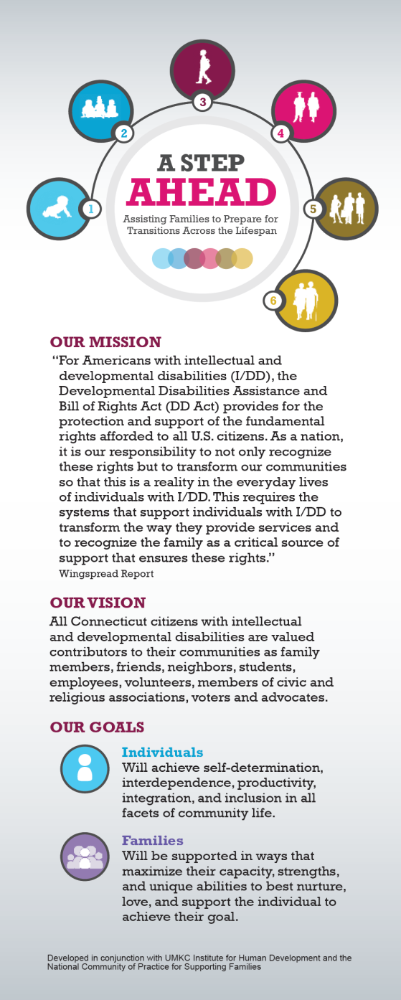 3
2
4
1
5
6
A STEP
AHEAD
Assisting Families to Prepare for
Transitions Across the Lifespan
OUR MISSION
“For Americans with intellectual and
developmental disabilities (I/DD), the
Developmental Disabilities Assistance and
Bill of Rights Act (DD Act) provides for the
protection and support of the fundamental
rights afforded to all U.S. citizens. As a nation,
it is our responsibility to not only recognize
these rights but to transform our communities
so that this is a reality in the everyday lives
of individuals with I/DD. This requires the
systems that support individuals with I/DD to
transform the way they provide services and
to recognize the family as a critical source of
support that ensures these rights.”
Wingspread Report
OUR VISION
All Connecticut citizens with intellectual
and developmental disabilities are valued
contributors to their communities as family
members, friends, neighbors, students,
employees, volunteers, members of civic and
religious associations, voters and advocates.
OUR GOALS
Individuals
Will achieve self-determination,
interdependence, productivity,
integration, and inclusion in all
facets of community life.
Families
Will be supported in ways that
maximize their capacity, strengths,
and unique abilities to best nurture,
love, and support the individual to
achieve their goal.
Developed in conjunction with UMKC Institute for Human Development and the
National Community of Practice for Supporting Families